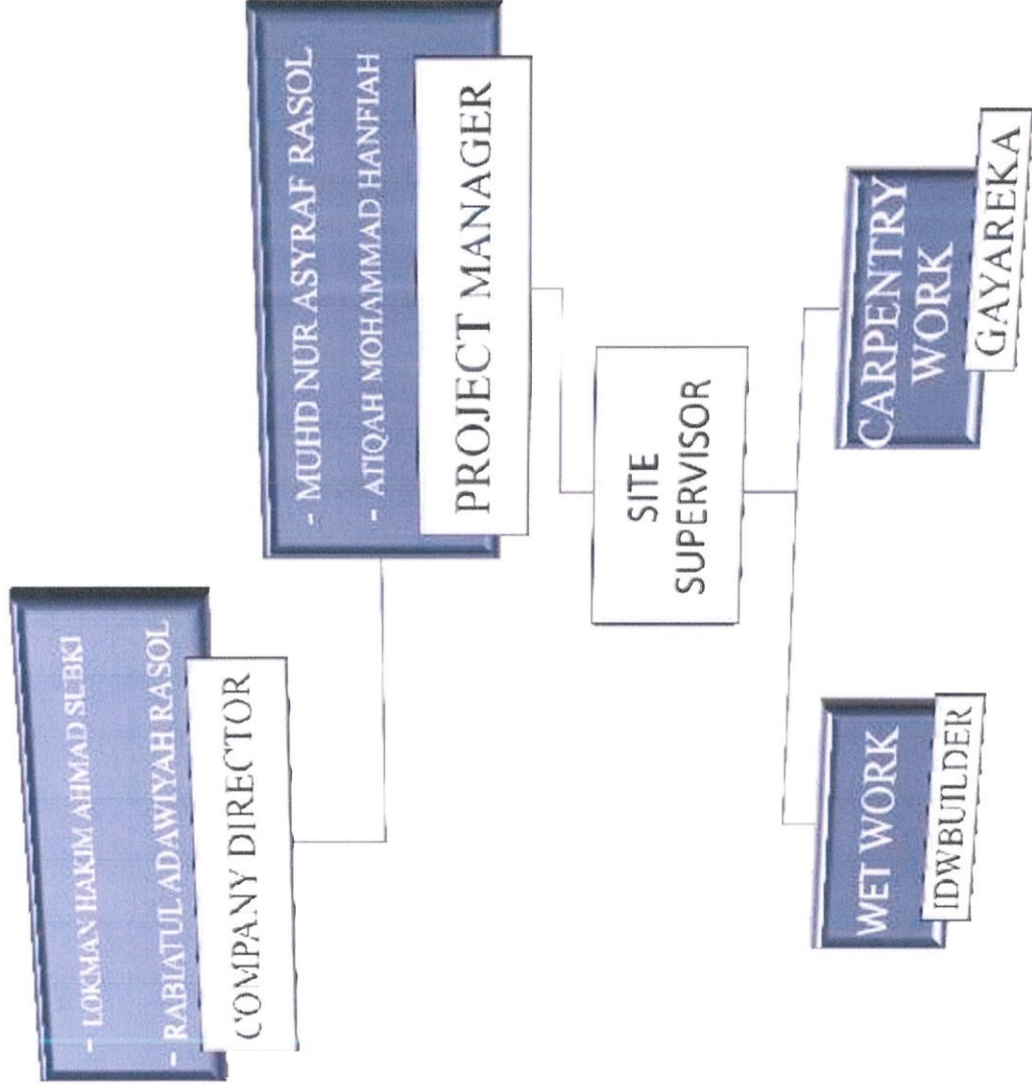 - LOKMAN HAKIM AHMAD SUBKI
- RABIATUL ADAWIYAH RASOL
COMPANY DIRECTOR
- MUHD NUR ASYRAF RASOL
- ATIQAH MOHAMMAD HANFIAH
PROJECT MANAGER
SITE
SUPERVISOR
WET WORK
IDWBUILDER
CARPENTRY
WORK
GAYAREKA